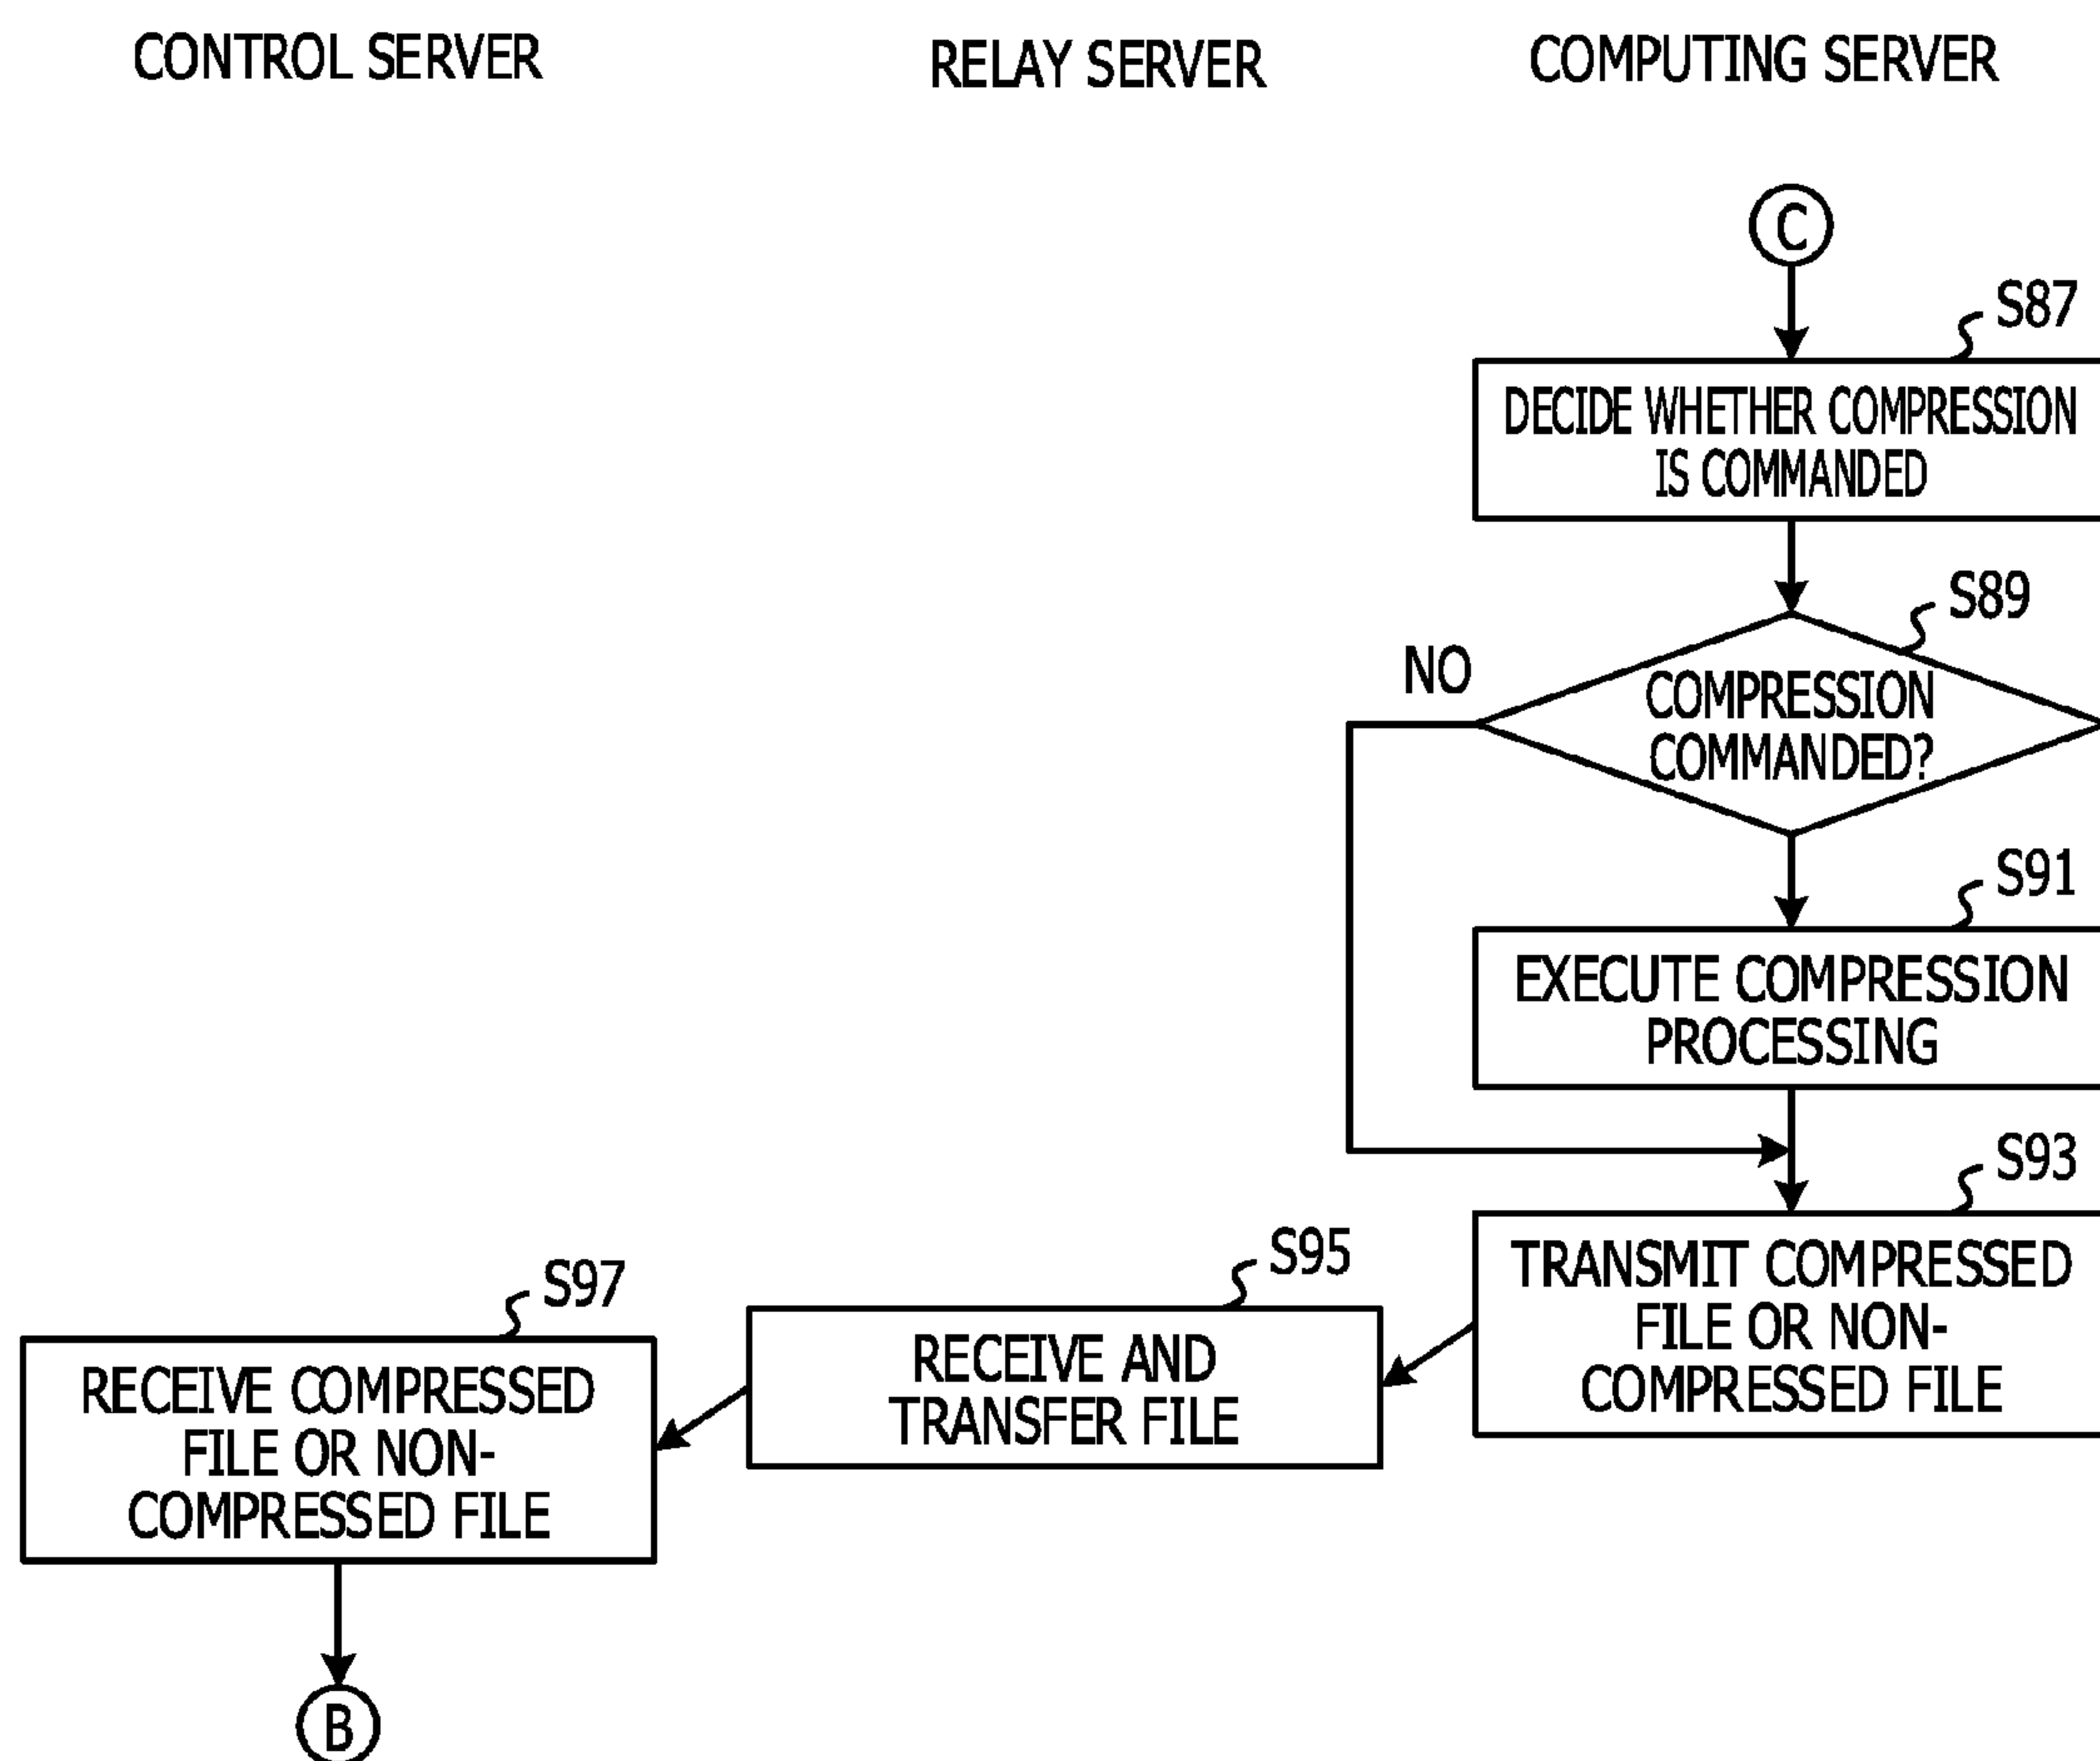 CONTROL SERVER
RELAY SERVER
COMPUTING SERVER
C
S87
DECIDE WHETHER COMPRESSION
IS COMMANDED
S89
NO
COMPRESSION
COMMANDED?
S91
EXECUTE COMPRESSION
PROCESSING
S93
TRANSMIT COMPRESSED
FILE OR NON-
COMPRESSED FILE
S95
RECEIVE AND
TRANSFER FILE
S97
RECEIVE COMPRESSED
FILE OR NON-
COMPRESSED FILE
B